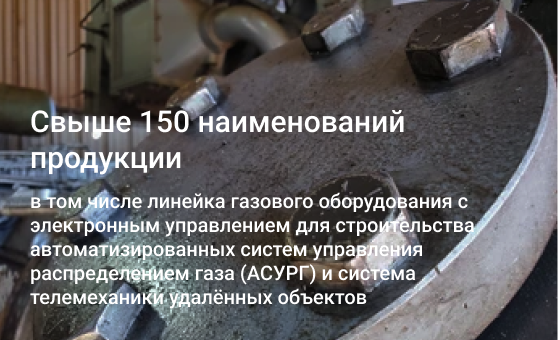 Свыше 150 наименований
продукции
в том числе линейка газового оборудования с
электронным управлением для строительства
автоматизированных систем управления
распределением газа (АСУРГ) и система
телемеханики удалённых объектов